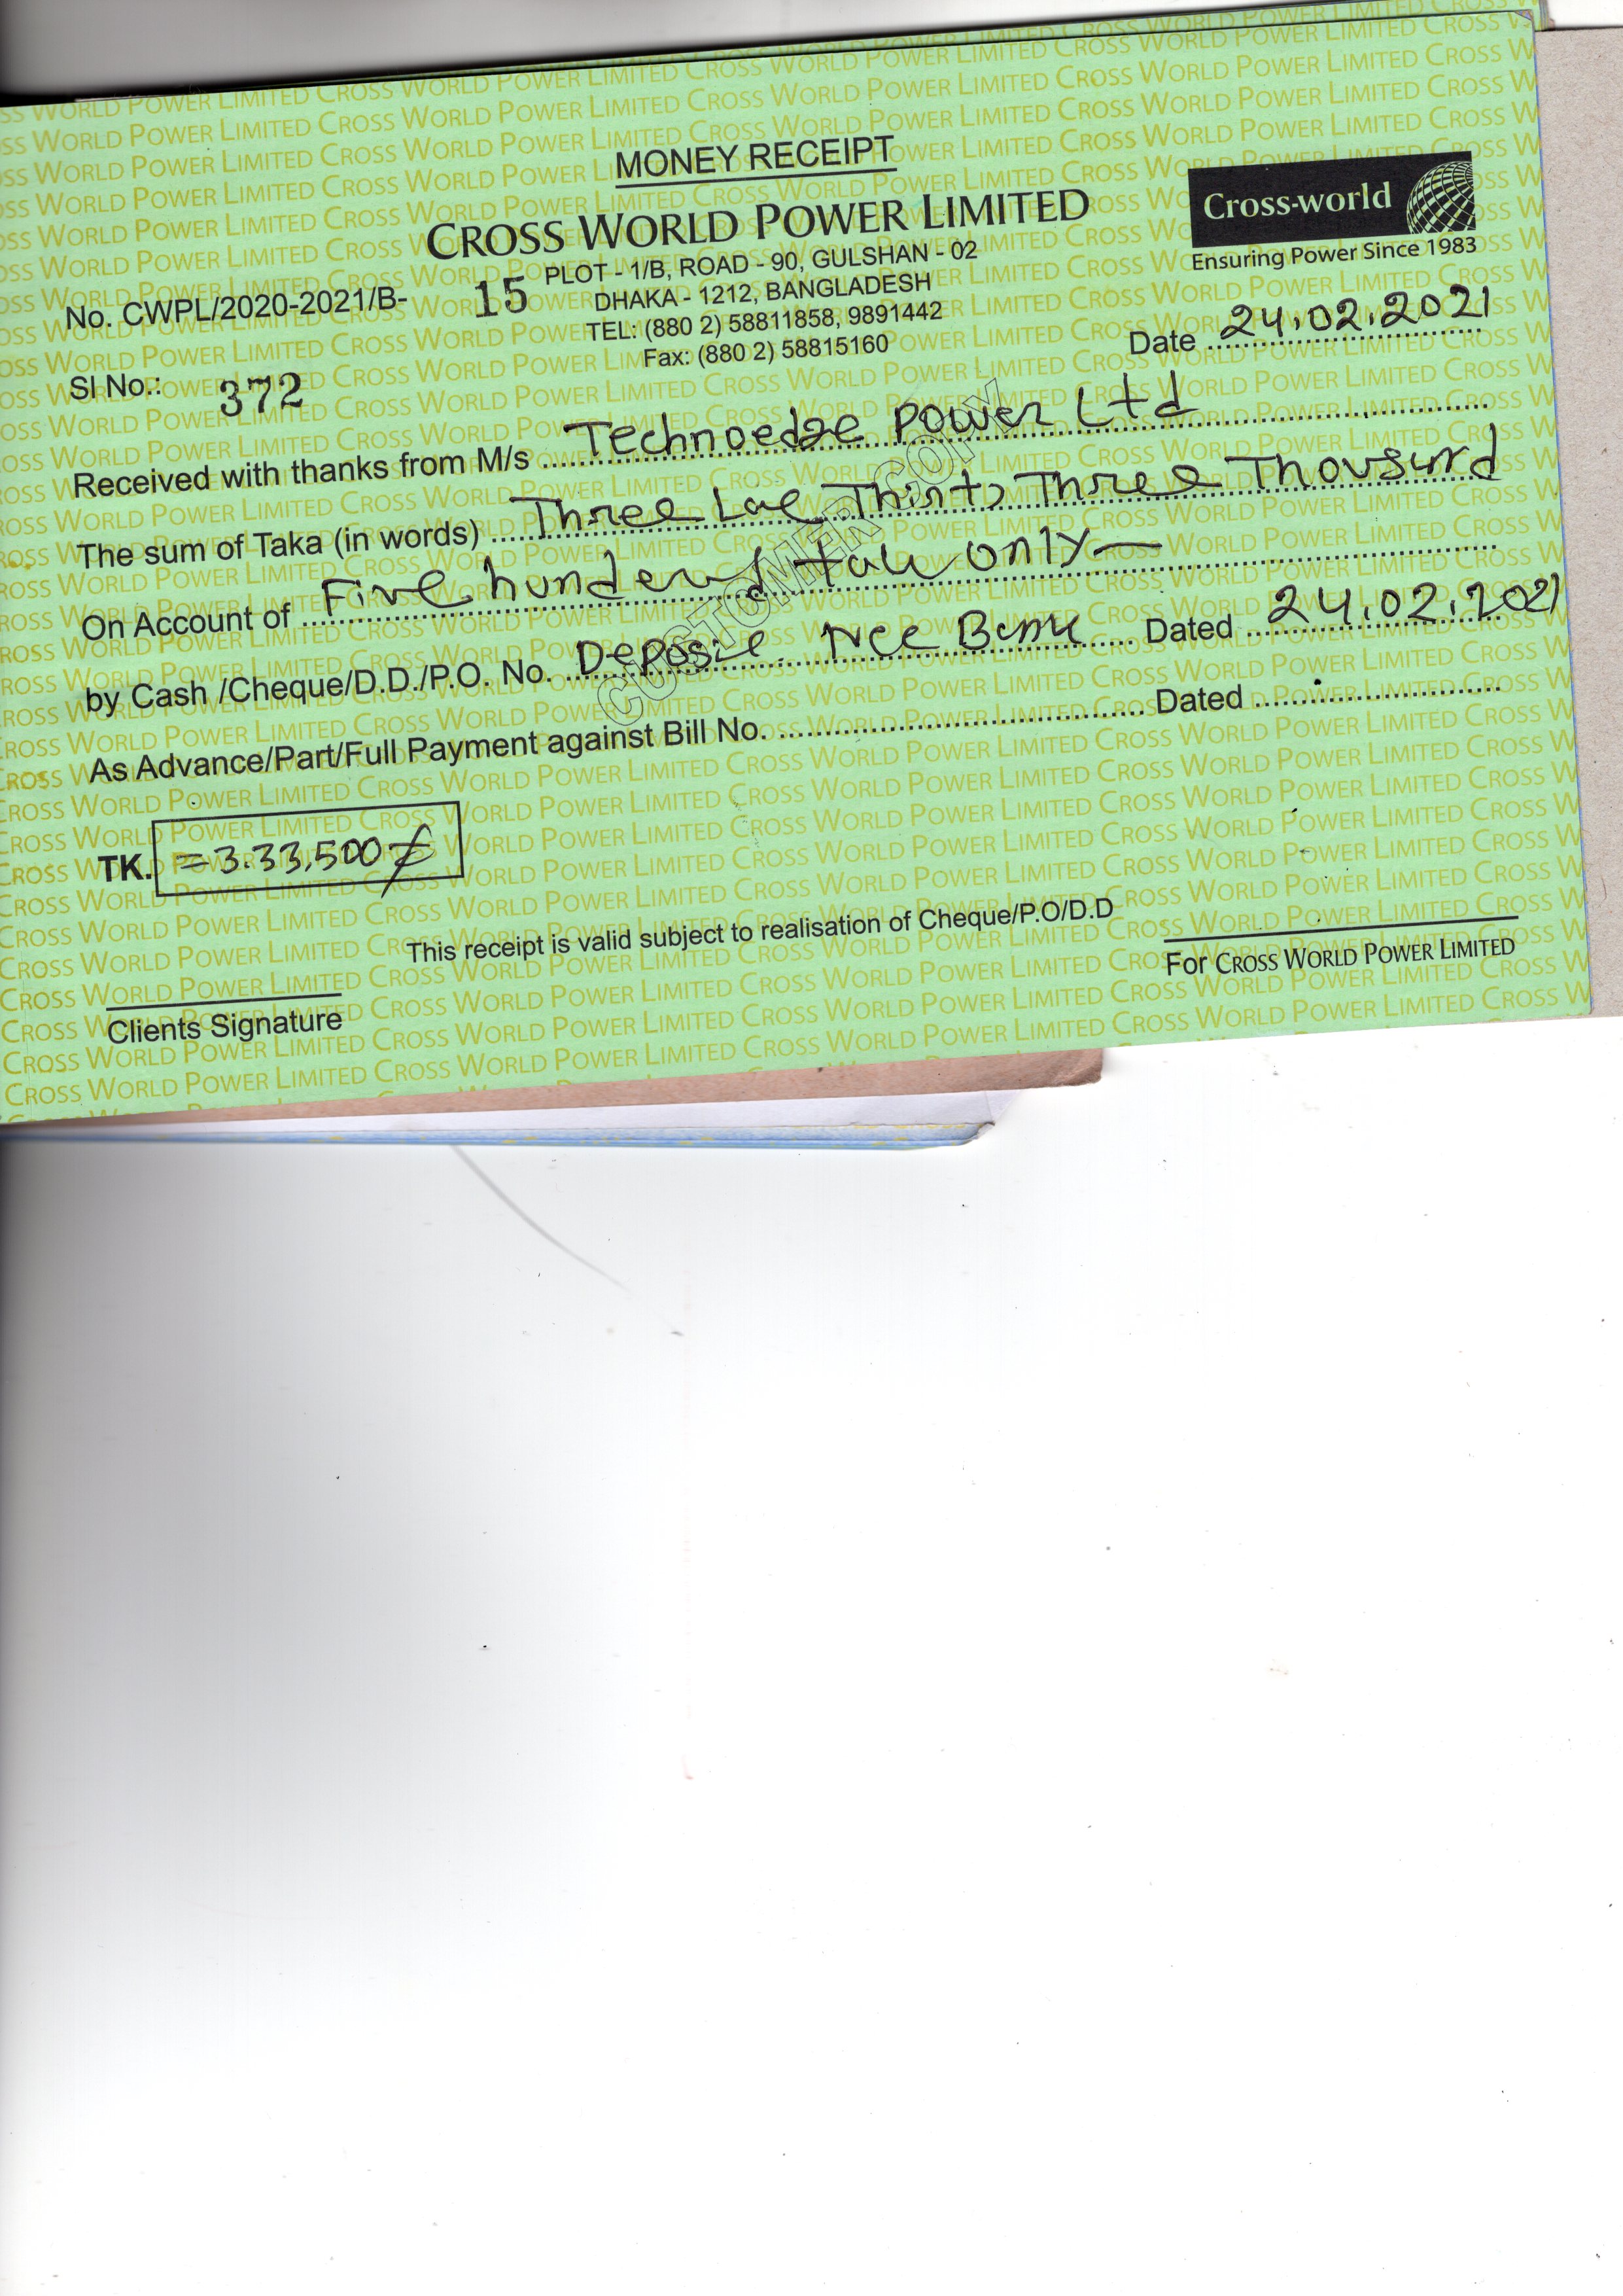 MONEY RECEIPT
CROSS WORLD POWER LIMITED
Cross-world
Ensuring Power Since 1983
PLOT - 1/B, ROAD - 90, GULSHAN - 02
DHAKA - 1212, BANGLADESH
TEL: (880 2) 58811858, 9891442
Fax: (880 2) 58815160
No. CWPL/2020-2021/B- 15
Date 24.02.2021
Sl No.: 372
Received with thanks from M/s Technoedge Power Ltd
The sum of Taka (in words) Three Lac Thirty Three Thousand
On Account of Five hundered only
by Cash /Cheque/D.D./P.O. No. Deposit Bank Dated 24.02.2021
As Advance/Part/Full Payment against Bill No. Dated
CUSTOMER COPY
TK. =3.33,500/=
This receipt is valid subject to realisation of Cheque/P.O/D.D
For CROSS WORLD POWER LIMITED
Clients Signature